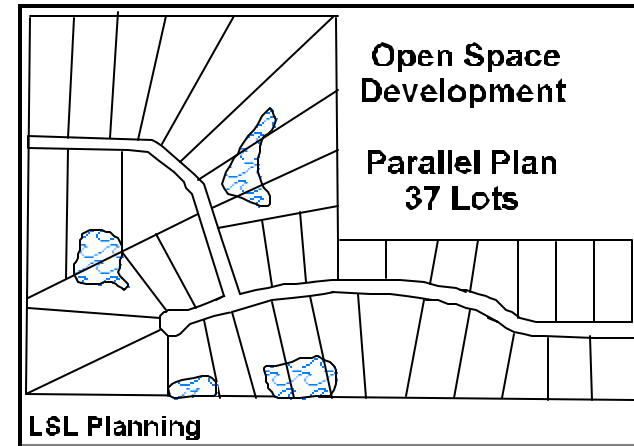 Open Space
Development
Parallel Plan
37 Lots
LSL Planning